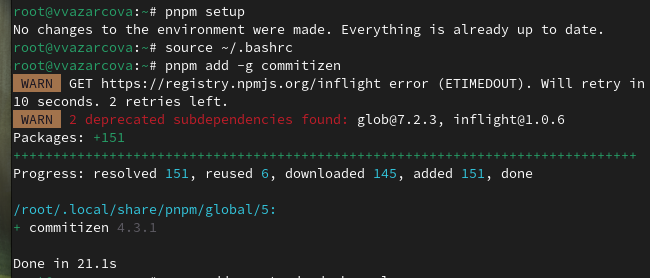 root@vvazarcova:~# pnpm setup
No changes to the environment were made. Everything is already up to date.
root@vvazarcova:~# source ~/.bashrc
root@vvazarcova:~# pnpm add -g commitizen
WARN GET https://registry.npmjs.org/inflight error (ETIMEDOUT). Will retry in
10 seconds. 2 retries left.
WARN 2 deprecated subdependencies found: glob@7.2.3, inflight@1.0.6
Packages: +151
++++++++++++++++++++++++++++++++++++++++++++++++++++++++++++++++++++++++++++++
Progress: resolved 151, reused 6, downloaded 145, added 151, done
/root/.local/share/pnpm/global/5:
+ commitizen 4.3.1
Done in 21.1s